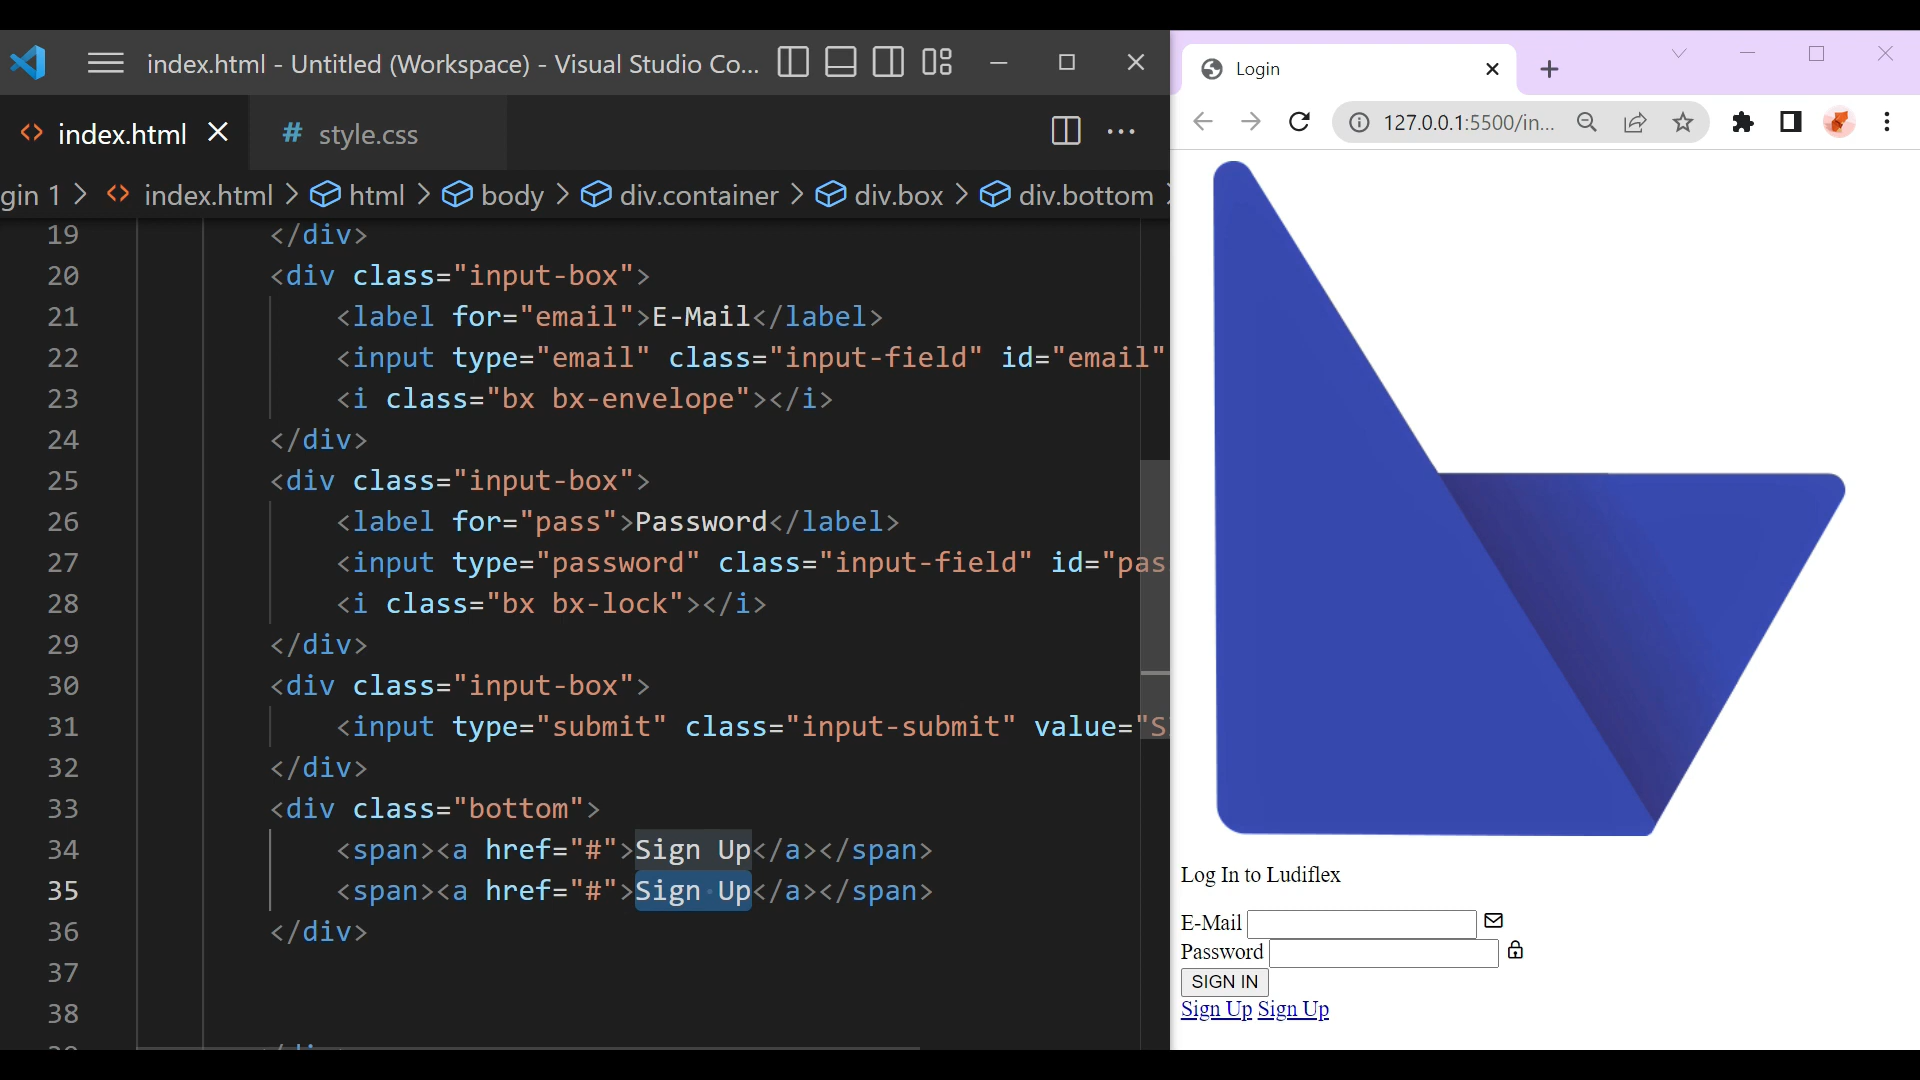 index.html - Untitled (Workspace) - Visual Studio Co...
index.html
# style.css
gin 1 > index.html > html > body > div.container > div.box > div.bottom
19 </div>
20 <div class="input-box">
21 <label for="email">E-Mail</label>
22 <input type="email" class="input-field" id="email"
23 <i class="bx bx-envelope"></i>
24 </div>
25 <div class="input-box">
26 <label for="pass">Password</label>
27 <input type="password" class="input-field" id="pas
28 <i class="bx bx-lock"></i>
29 </div>
30 <div class="input-box">
31 <input type="submit" class="input-submit" value="S
32 </div>
33 <div class="bottom">
34 <span><a href="#">Sign Up</a></span>
35 <span><a href="#">Sign Up</a></span>
36 </div>
37
38
Login
127.0.0.1:5500/in...
Log In to Ludiflex
E-Mail
Password
SIGN IN
Sign Up Sign Up